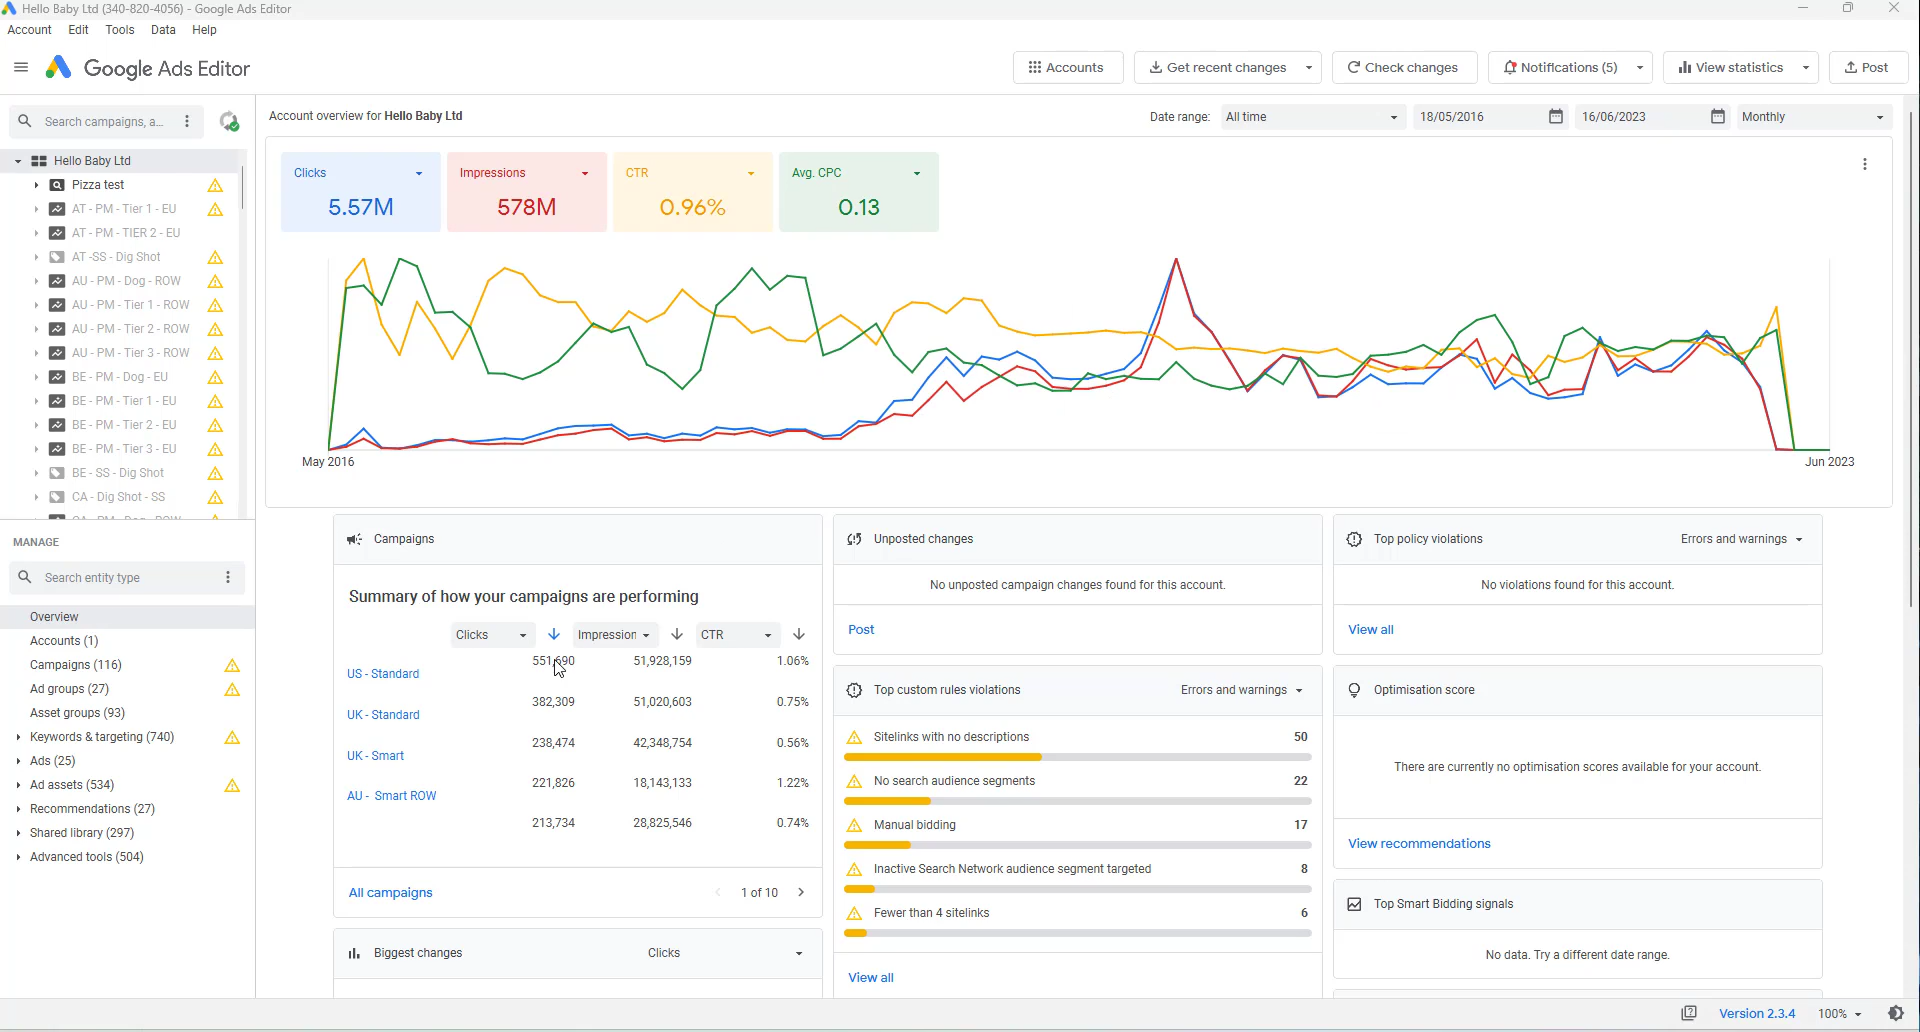 Hello Baby Ltd (340-820-4056) - Google Ads Editor
Account Edit Tools Data Help
Google Ads Editor
Accounts
Get recent changes
Check changes
Notifications (5)
View statistics
Post
Search campaigns, a...
Hello Baby Ltd
Pizza test
AT - PM - Tier 1 - EU
AT - PM - TIER 2 - EU
AT -SS - Dig Shot
AU - PM - Dog - ROW
AU - PM - Tier 1 - ROW
AU - PM - Tier 2 - ROW
AU - PM - Tier 3 - ROW
BE - PM - Dog - EU
BE - PM - Tier 1 - EU
BE - PM - Tier 2 - EU
BE - PM - Tier 3 - EU
BE - SS - Dig Shot
CA - Dig Shot - SS
MANAGE
Search entity type
Overview
Accounts (1)
Campaigns (116)
Ad groups (27)
Asset groups (93)
Keywords & targeting (740)
Ads (25)
Ad assets (534)
Recommendations (27)
Shared library (297)
Advanced tools (504)
Account overview for Hello Baby Ltd
Date range: All time 18/05/2016 16/06/2023 Monthly
Clicks
5.57M
Impressions
578M
CTR
0.96%
Avg. CPC
0.13
May 2016 Jun 2023
Campaigns
Summary of how your campaigns are performing
Clicks Impression CTR
US - Standard 551,690 51,928,159 1.06%
UK - Standard 382,309 51,020,603 0.75%
UK - Smart 238,474 42,348,754 0.56%
AU - Smart ROW 221,826 18,143,133 1.22%
213,734 28,825,546 0.74%
All campaigns 1 of 10
Biggest changes Clicks
Unposted changes
No unposted campaign changes found for this account.
Post
Top custom rules violations Errors and warnings
Sitelinks with no descriptions 50
No search audience segments 22
Manual bidding 17
Inactive Search Network audience segment targeted 8
Fewer than 4 sitelinks 6
View all
Top policy violations Errors and warnings
No violations found for this account.
View all
Optimisation score
There are currently no optimisation scores available for your account.
View recommendations
Top Smart Bidding signals
No data. Try a different date range.
Version 2.3.4 100%